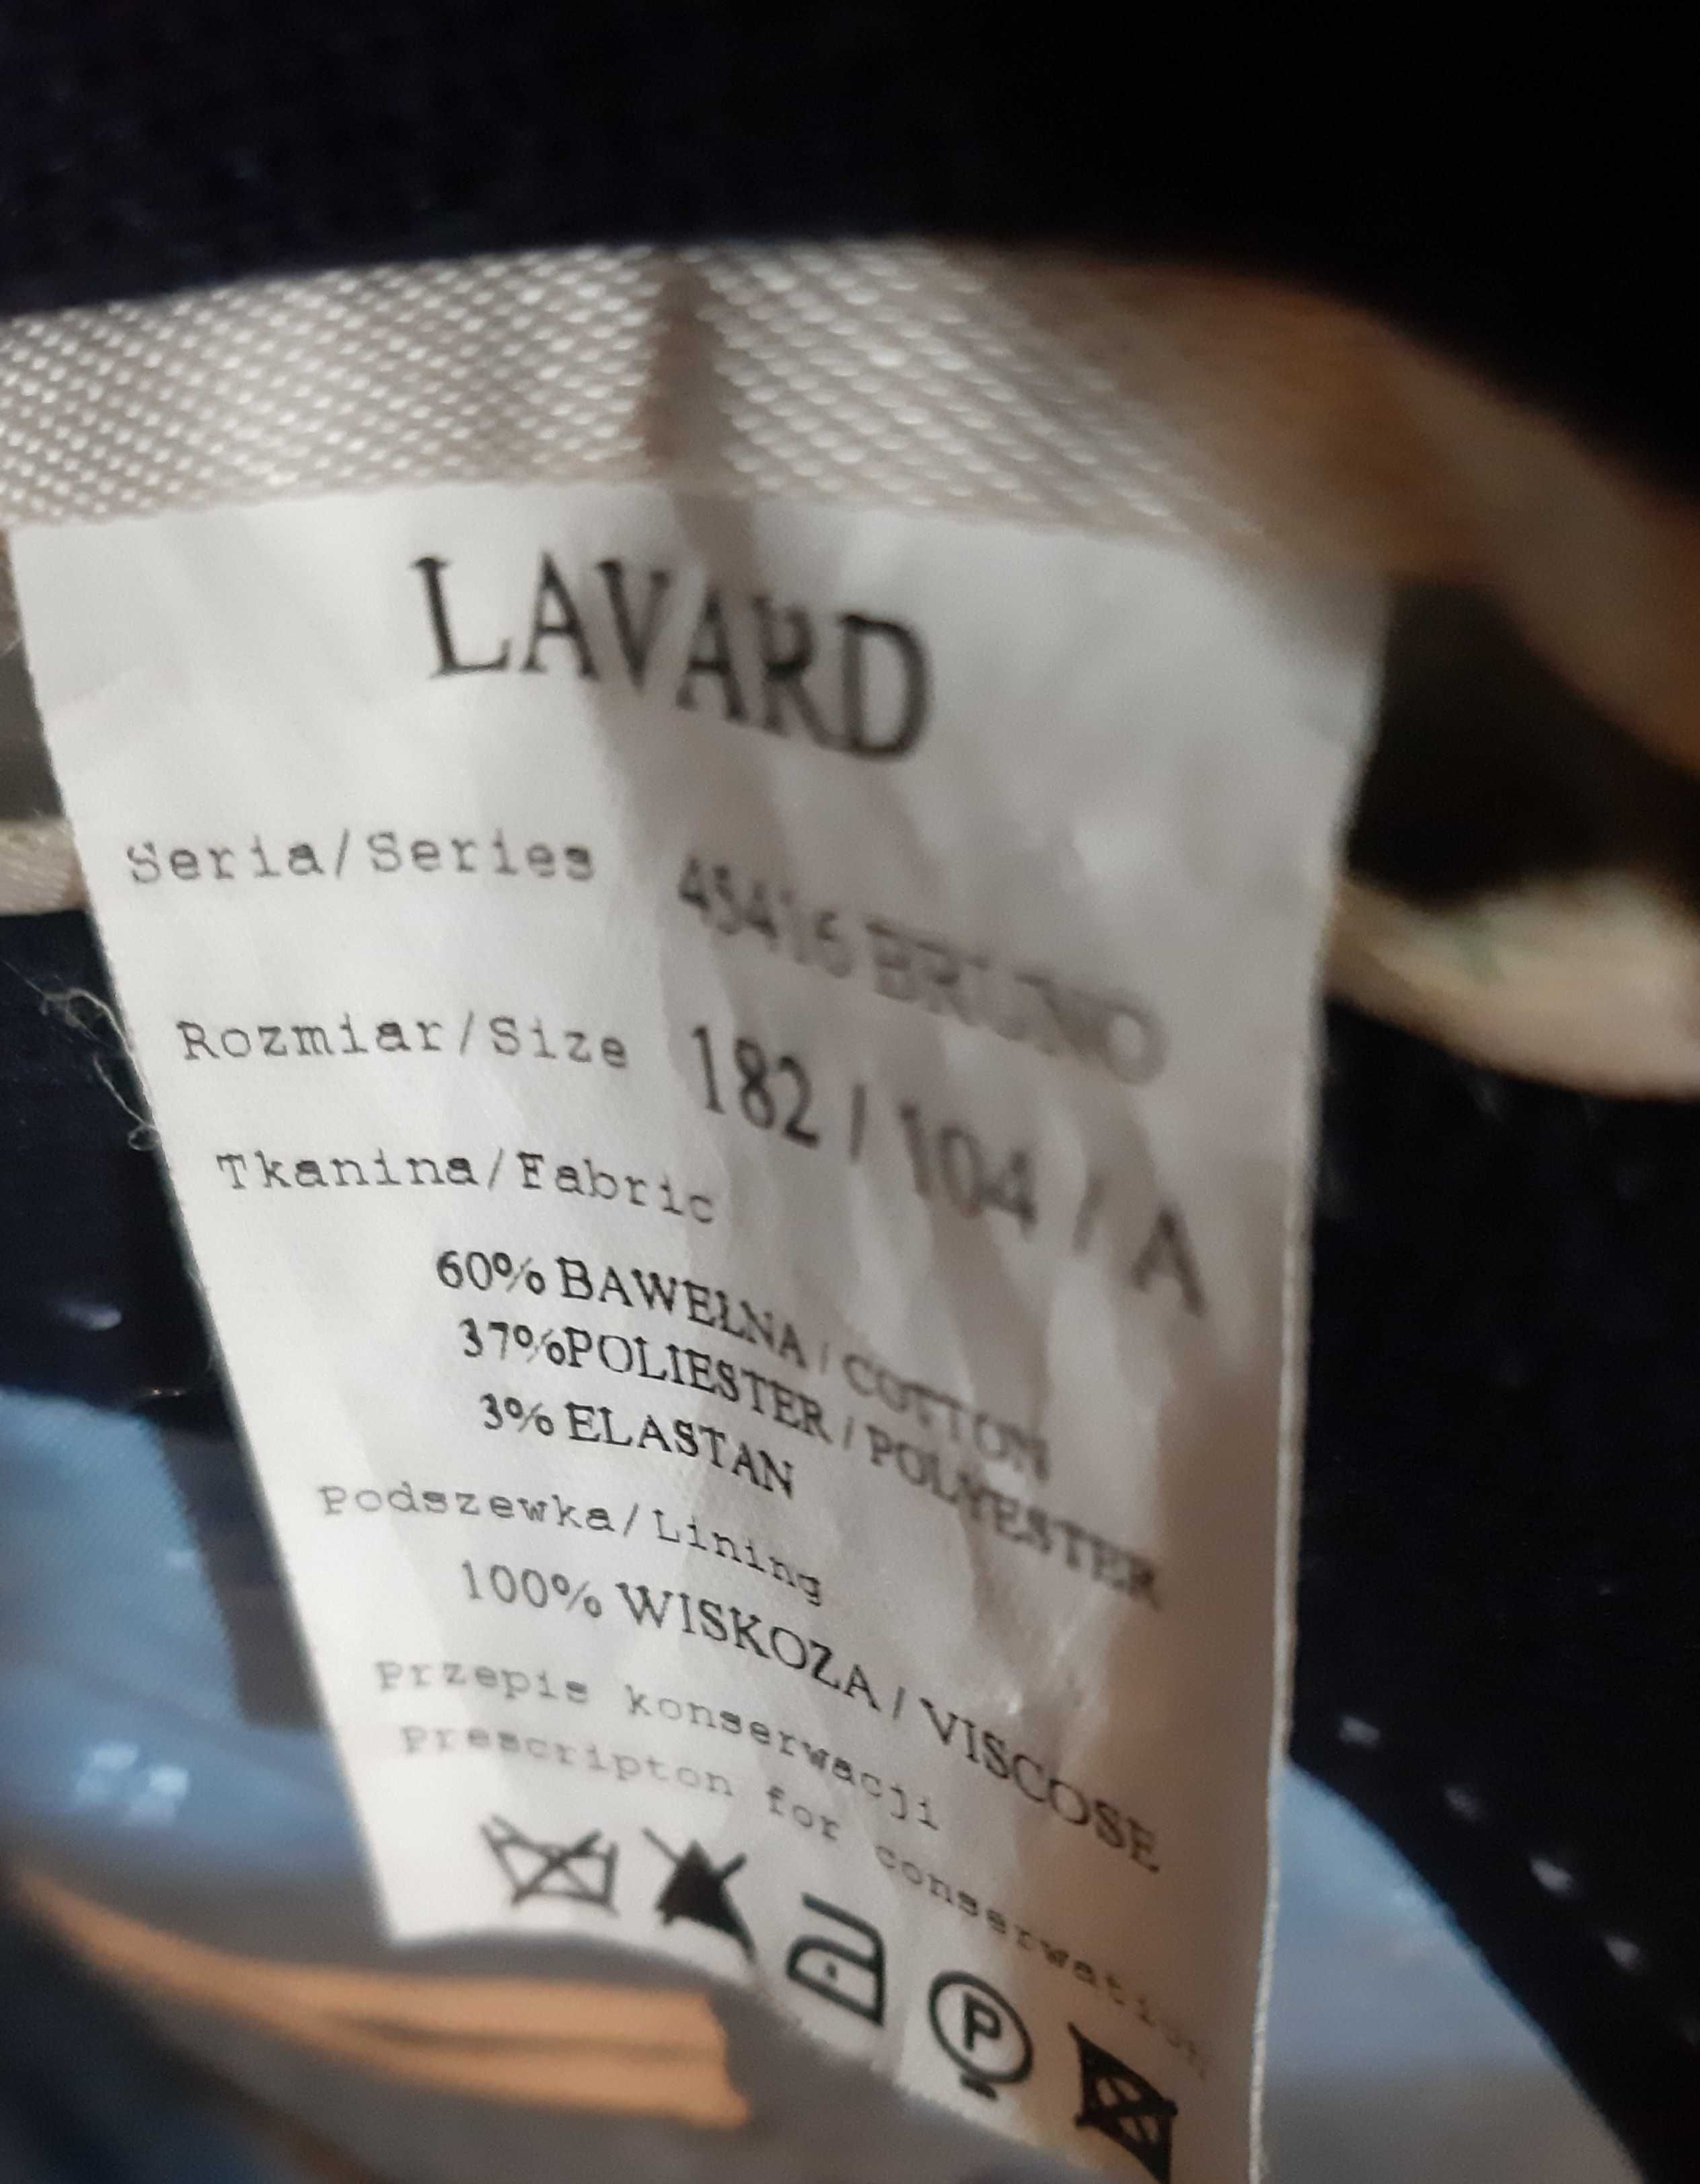 LAVARD
Seria/Series 45416 BRUNO
Rozmiar/Size 182 / 104 / A
Tkanina/Fabric
60% BAWEŁNA / COTTON
37%POLIESTER / POLYESTER
3% ELASTAN
Podszewka/Lining
100% WISKOZA / VISCOSE
Przepis konserwacji
Prescripton for conserwation
P